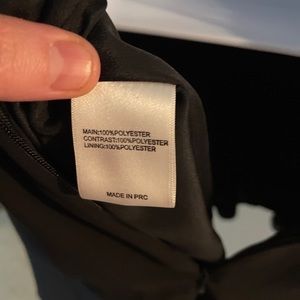 MAIN:100%POLYESTER
CONTRAST:100%POLYESTER
LINING:100%POLYESTER
MADE IN PRC